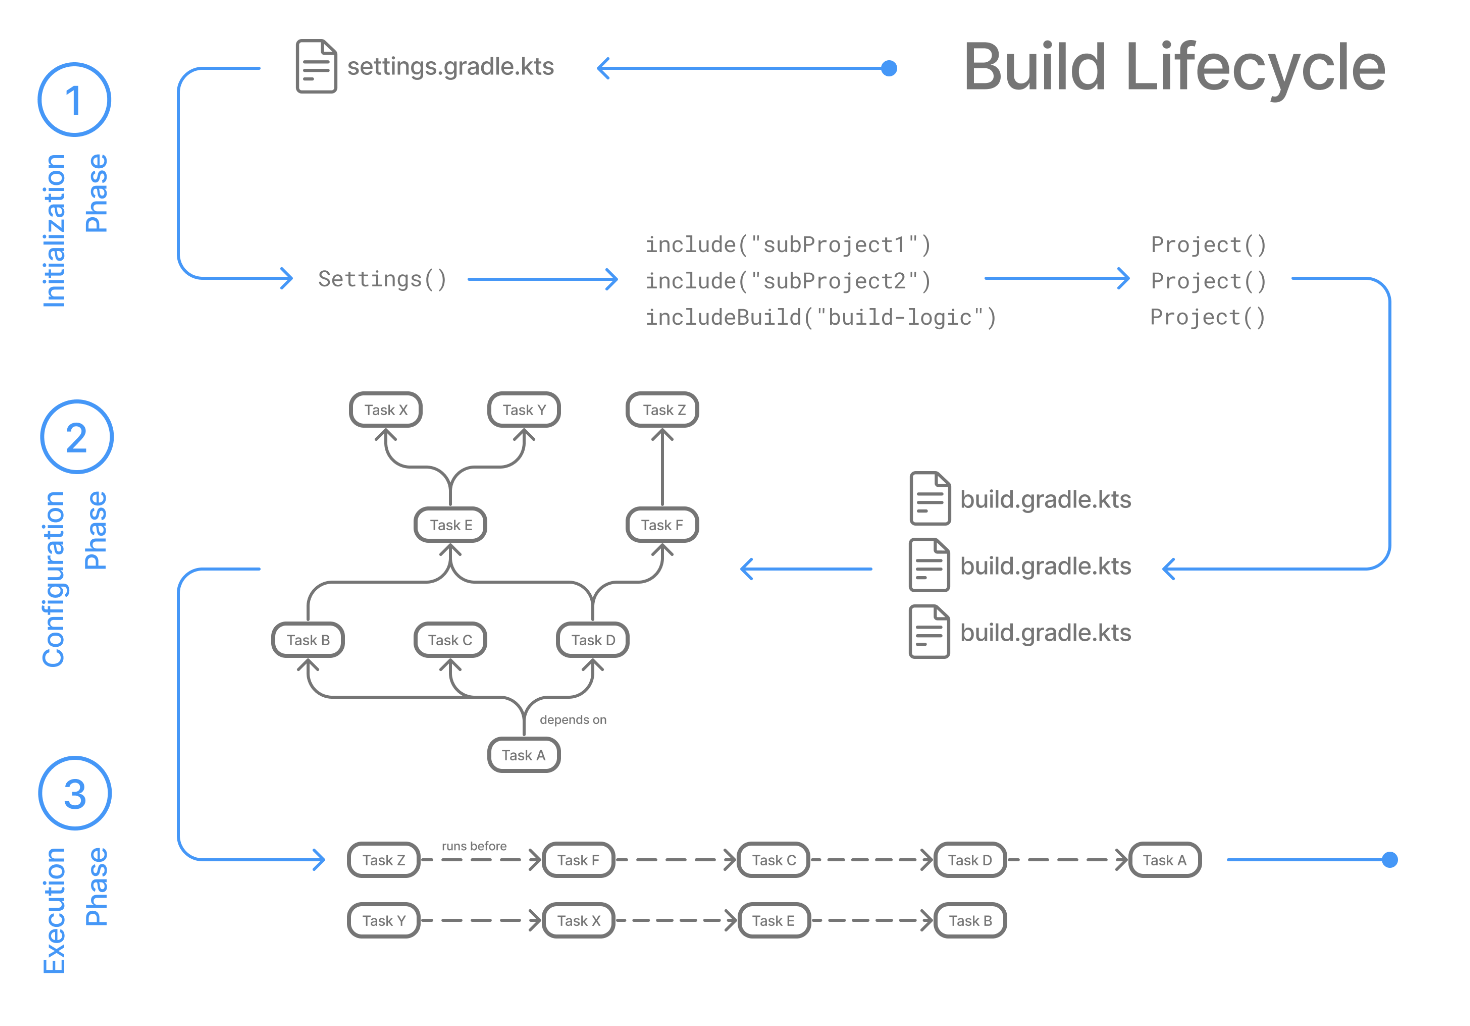 Build Lifecycle
1
Initialization
Phase
settings.gradle.kts
Settings()
include("subProject1")
include("subProject2")
includeBuild("build-logic")
Project()
Project()
Project()
2
Configuration
Phase
build.gradle.kts
build.gradle.kts
build.gradle.kts
Task X
Task Y
Task Z
Task E
Task F
Task B
Task C
Task D
depends on
Task A
3
Execution
Phase
Task Z
runs before
Task F
Task C
Task D
Task A
Task Y
Task X
Task E
Task B